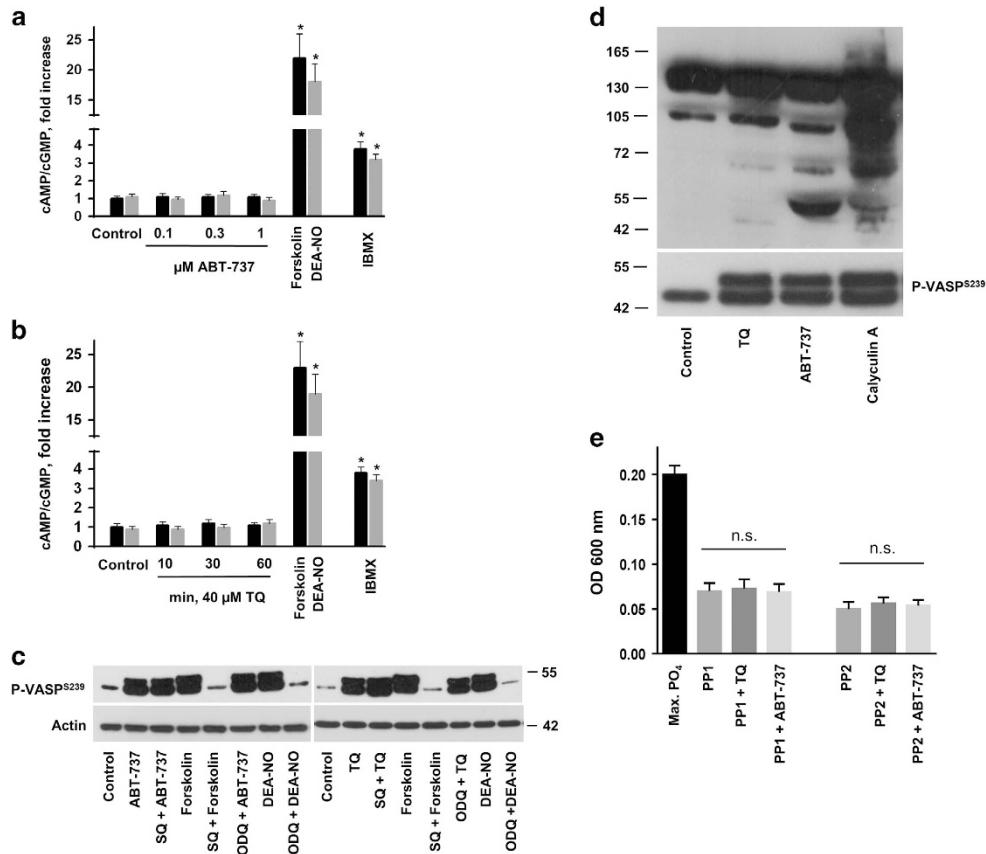 a
cAMP/cGMP, fold increase
25
20
15
4
3
2
1
0
* * * *
Control 0.1 0.3 1
µM ABT-737
Forskolin
DEA-NO
IBMX
b
cAMP/cGMP, fold increase
25
20
15
4
3
2
1
0
* * * *
Control 10 30 60
min, 40 µM TQ
Forskolin
DEA-NO
IBMX
c
P-VASPS239
Actin
55
42
Control
ABT-737
SQ + ABT-737
Forskolin
SQ + Forskolin
ODQ + ABT-737
DEA-NO
ODQ + DEA-NO
Control
TQ
SQ + TQ
Forskolin
SQ + Forskolin
ODQ + TQ
DEA-NO
ODQ +DEA-NO
d
165
130
105
72
55
42
55
42
P-VASPS239
Control
TQ
ABT-737
Calyculin A
e
OD 600 nm
0.20
0.15
0.10
0.05
0.00
n.s.
n.s.
Max. PO4
PP1
PP1 + TQ
PP1 + ABT-737
PP2
PP2 + TQ
PP2 + ABT-737